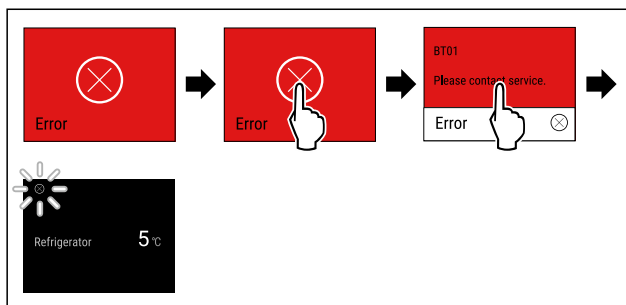 Error
Error
BT01
Please contact service.
Error
Refrigerator 5 °C